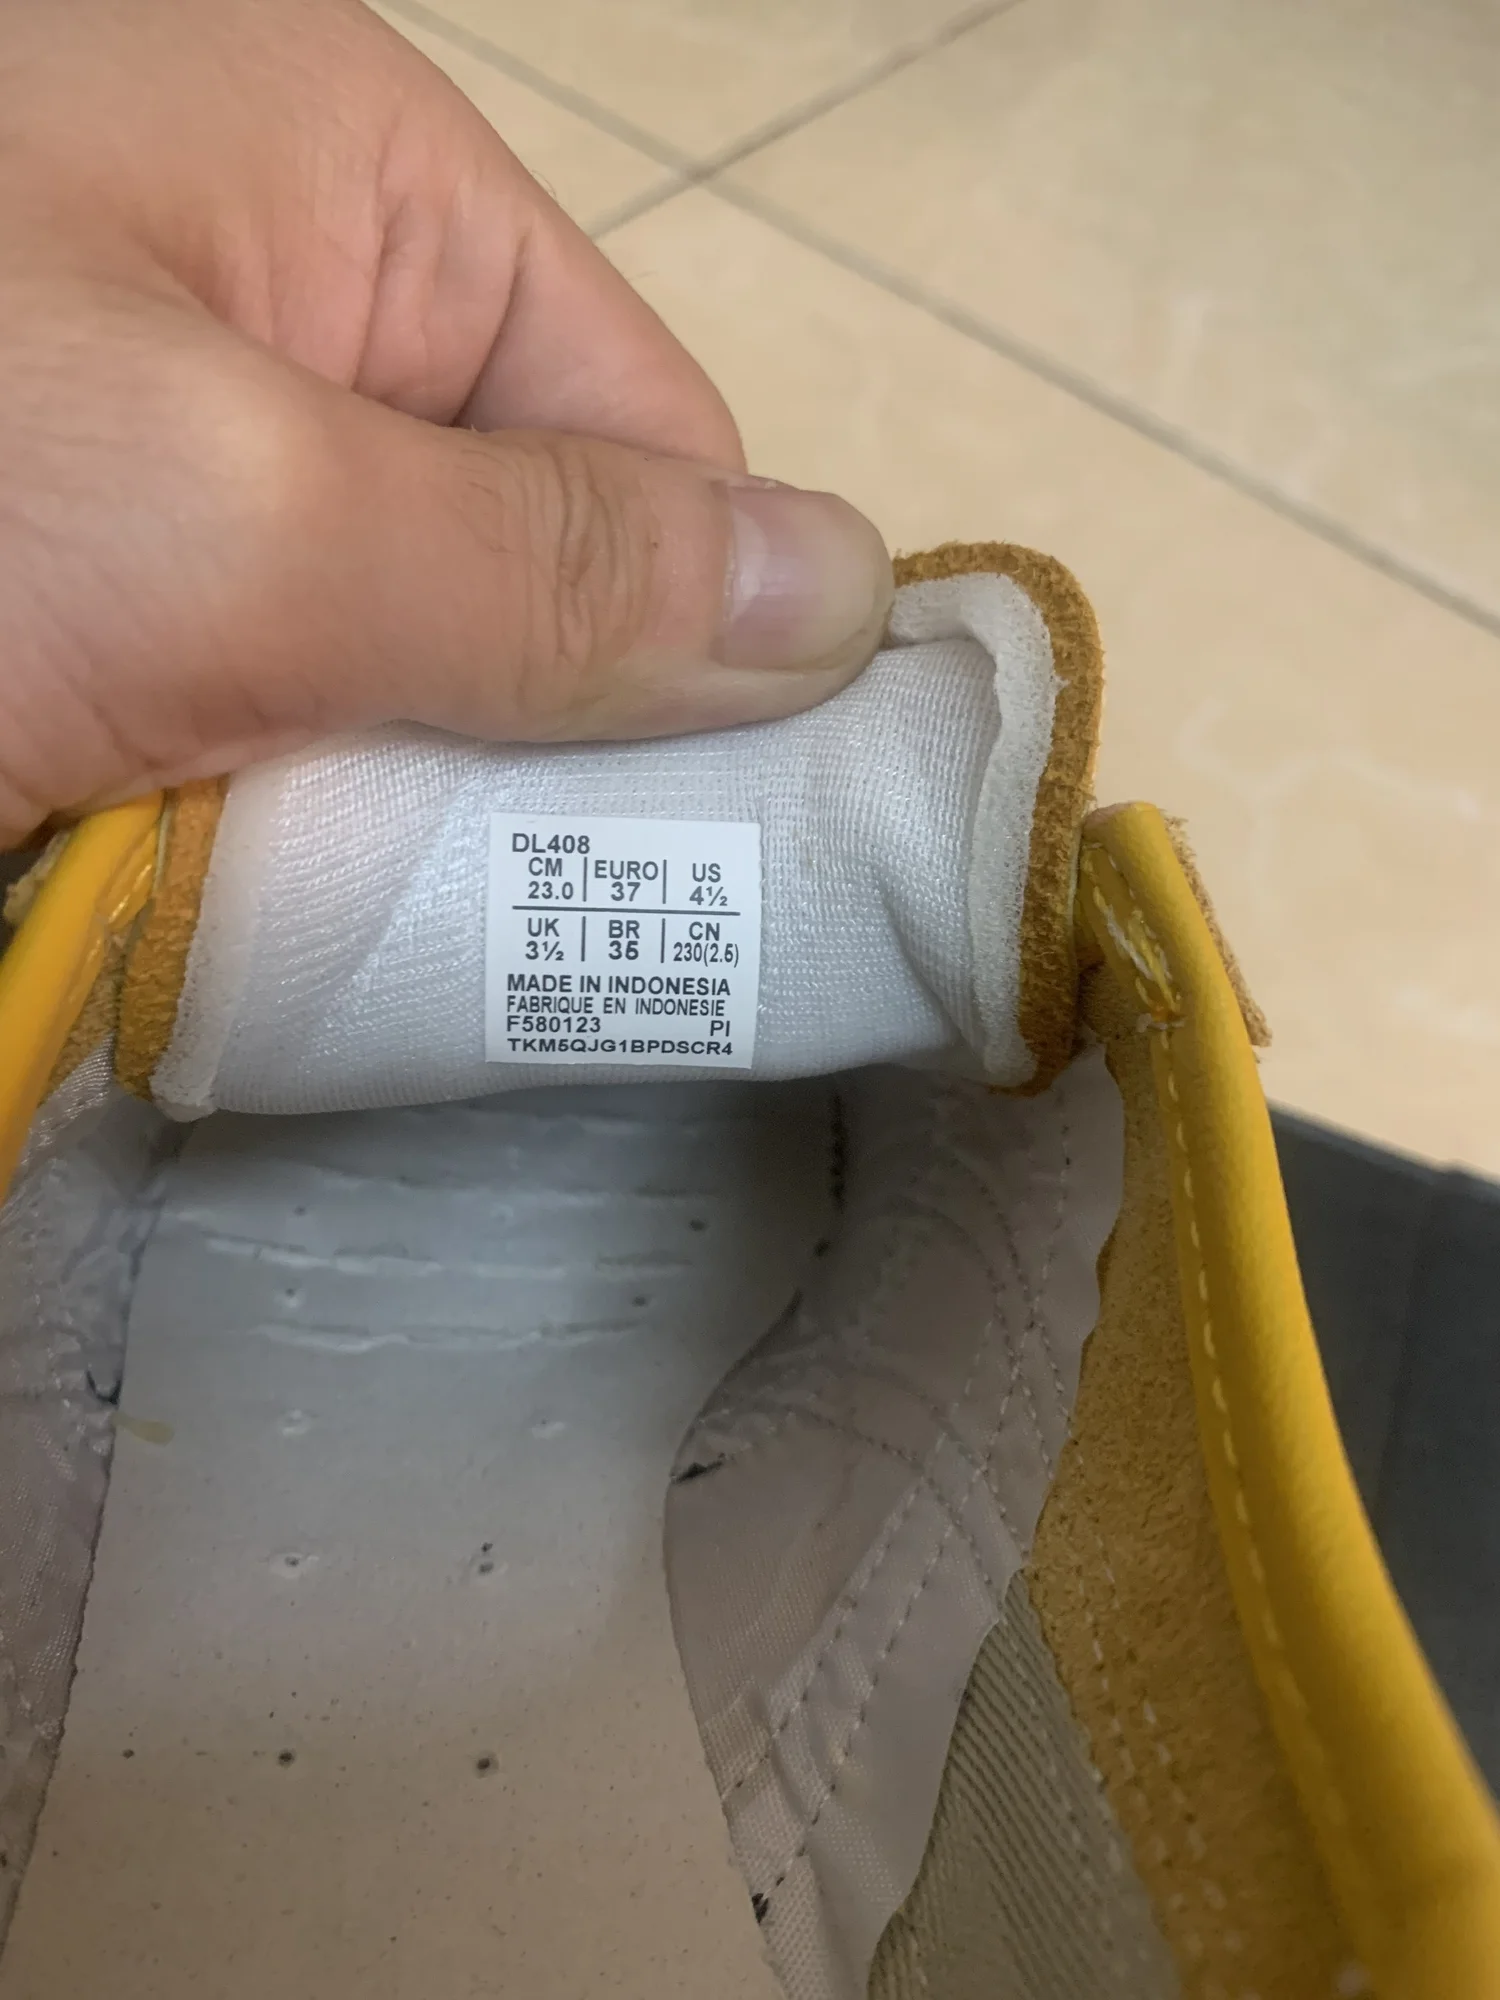 DL408
CM EURO US
23.0 37 4½
UK BR CN
3½ 35 230(2.5)
MADE IN INDONESIA
FABRIQUE EN INDONESIE
F580123 PI
TKM5QJG1BPDSCR4